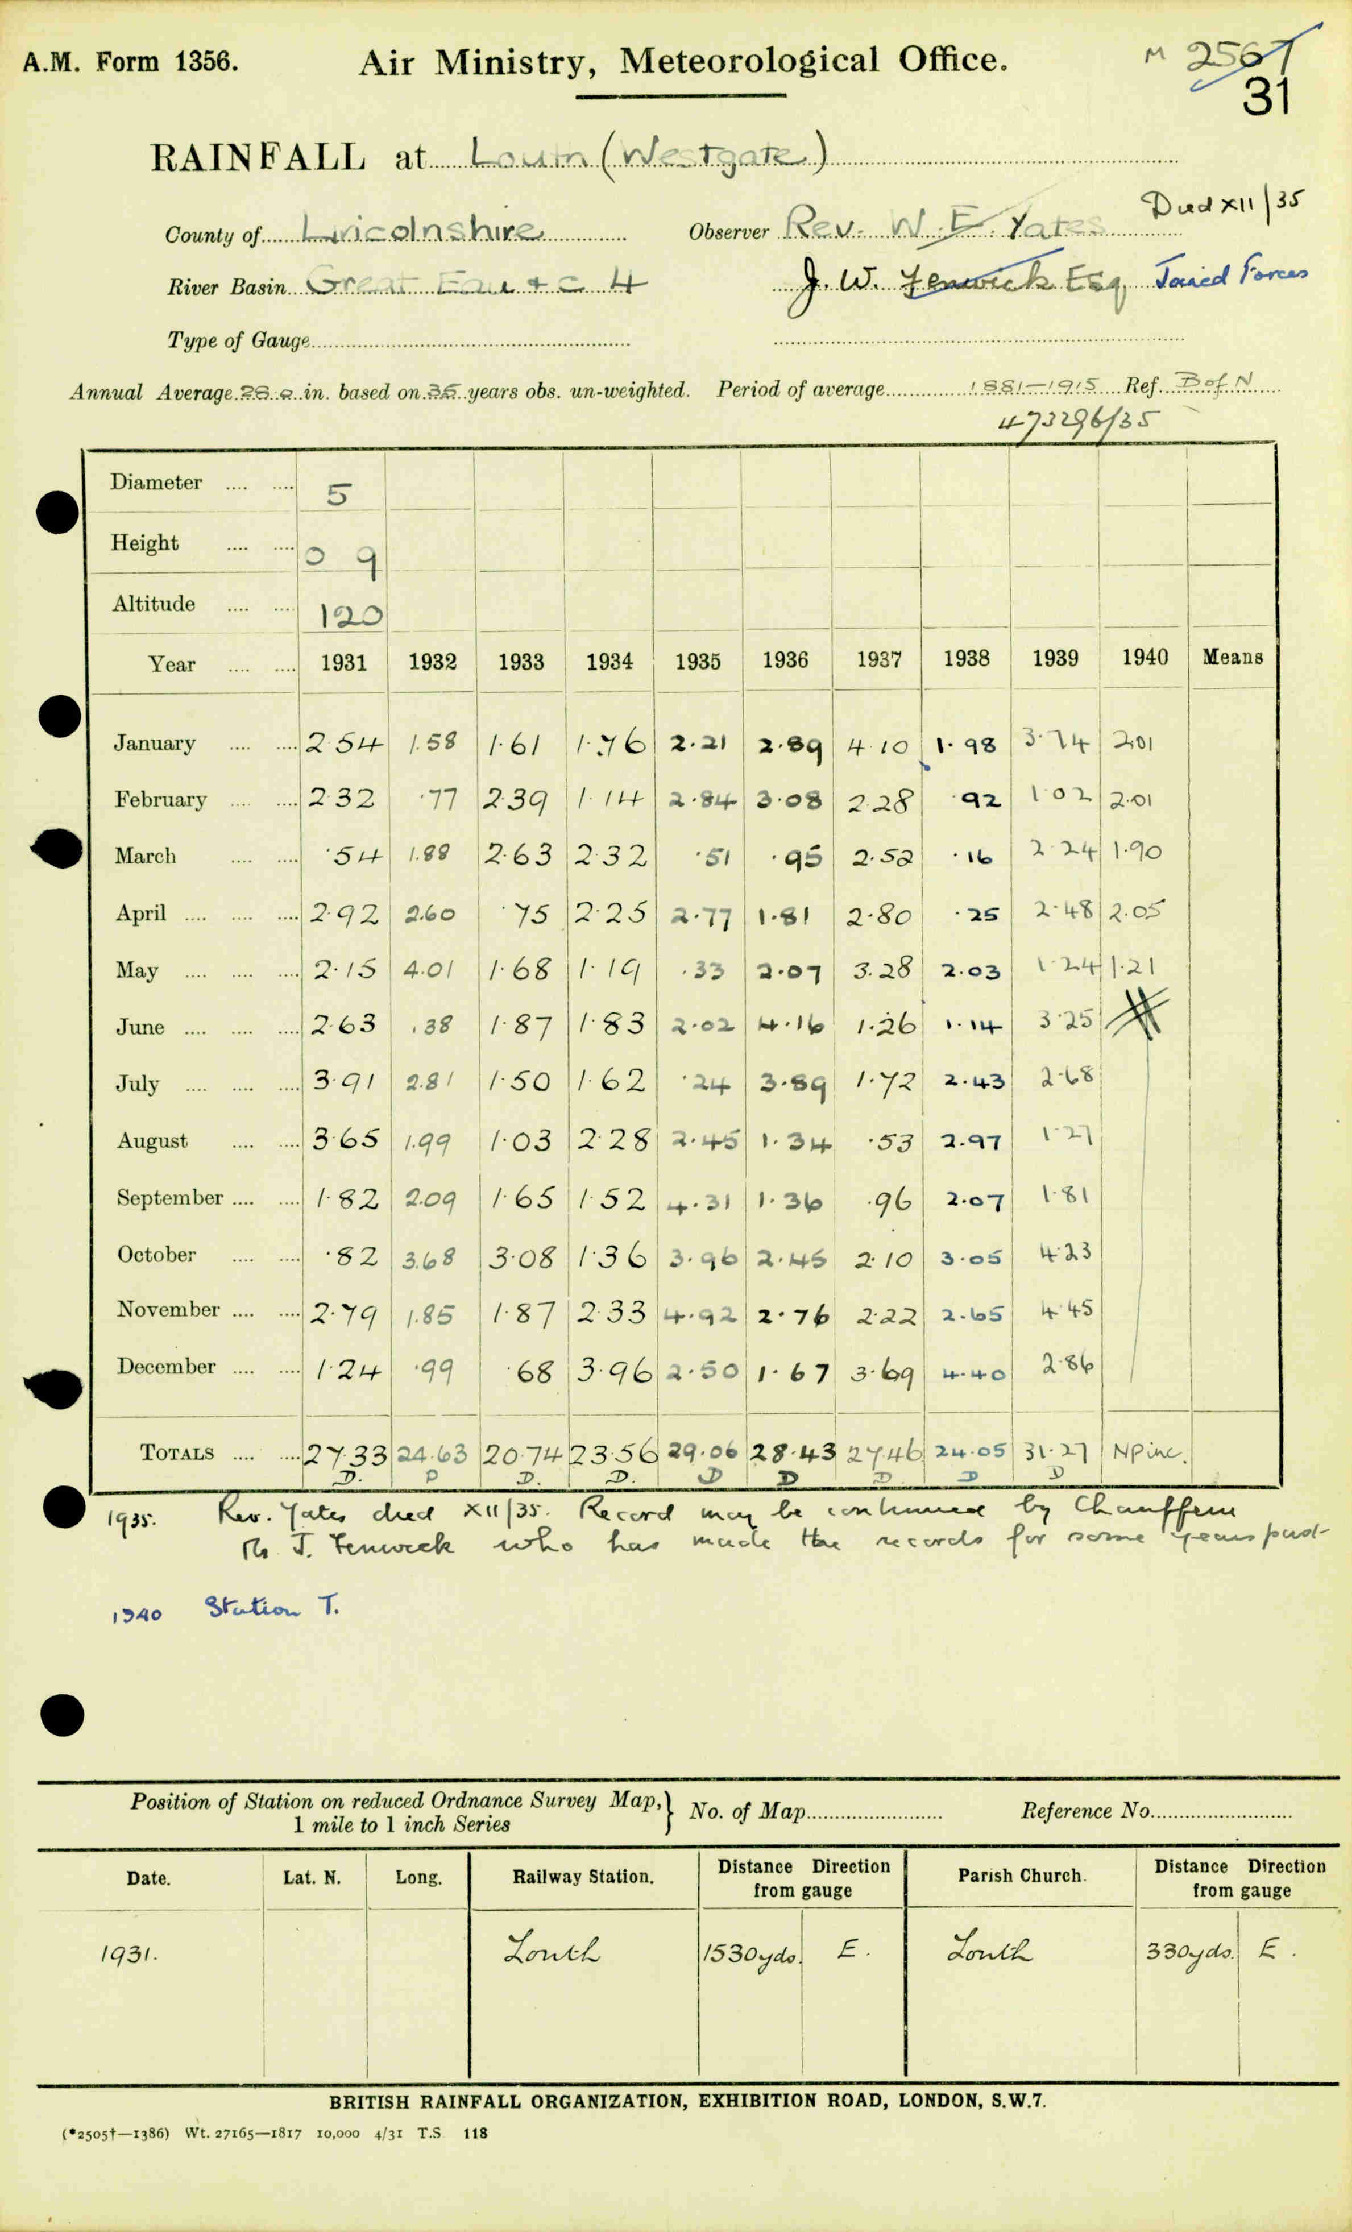 A.M. Form 1356.
Air Ministry, Meteorological Office.
M 2567
31
RAINFALL at Louth (Westgate)
County of Lincolnshire Observer Rev. W. E. Yates Died XII/35
River Basin Great Eau & c 4 J. W. Fenwick Esq Joined Forces
Type of Gauge
Annual Average in. based on 35 years obs. un-weighted. Period of average 1881–1915 Ref. B of N
473296/35
Diameter 5
Height 0 9
Altitude 120
Year 1931 1932 1933 1934 1935 1936 1937 1938 1939 1940 Means
January 2·54 1.58 1·61 1·76 2·21 2·89 4·10 1·98 3·74 2.01
February 2·32 ·77 2·39 1·14 2·84 3·08 2·28 ·92 1·02 2·01
March ·54 1.88 2·63 2·32 ·51 ·95 2·52 ·16 2·24 1·90
April 2·92 2.60 ·75 2·25 2·77 1·81 2·80 ·25 2·48 2·05
May 2·15 4.01 1·68 1·19 ·33 2·07 3·28 2·03 1·24 1·21
June 2·63 .38 1·87 1·83 2·02 4·16 1·26 1·14 3·25
July 3·91 2.81 1·50 1·62 ·24 3·89 1·72 2·43 2·68
August 3·65 1.99 1·03 2·28 2·45 1·34 ·53 2·97 1·27
September 1·82 2.09 1·65 1·52 4·31 1·36 ·96 2·07 1·81
October ·82 3.68 3·08 1·36 3·96 2·45 2·10 3·05 4·23
November 2·79 1.85 1·87 2·33 4·92 2·76 2·22 2·65 4·45
December 1·24 ·99 ·68 3·96 2·50 1·67 3·69 4·40 2·86
TOTALS 27·33 24·63 20·74 23·56 29·06 28·43 27·46 24·05 31·27 NP inc.
D. D D. D. D D D D D
1935. Rev. Yates died XII/35. Record may be continued by Chauffeur
Mr J. Fenwick who has made the records for some years past
1940 Station T.
Position of Station on reduced Ordnance Survey Map, 1 mile to 1 inch Series } No. of Map Reference No.
Date. Lat. N. Long. Railway Station. Distance Direction from gauge Parish Church. Distance Direction from gauge
1931. Louth 1530yds. E. Louth 330yds. E.
BRITISH RAINFALL ORGANIZATION, EXHIBITION ROAD, LONDON, S.W.7.
(*2505†—1386) Wt. 27165—1817 10,000 4/31 T.S. 118